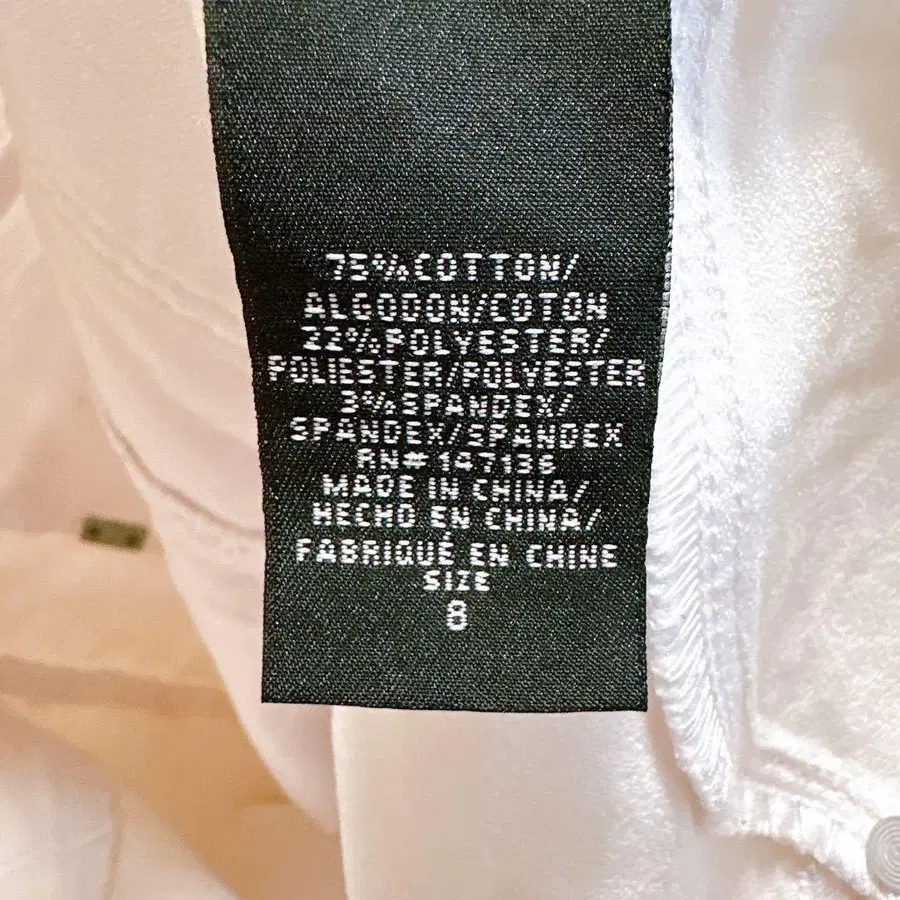 75%COTTON/
ALGODON/COTON
22%POLYESTER/
POLIESTER/POLYESTER
3%SPANDEX/
SPANDEX/SPANDEX
RN# 147136
MADE IN CHINA/
HECHO EN CHINA/
FABRIQUÉ EN CHINE
SIZE
8